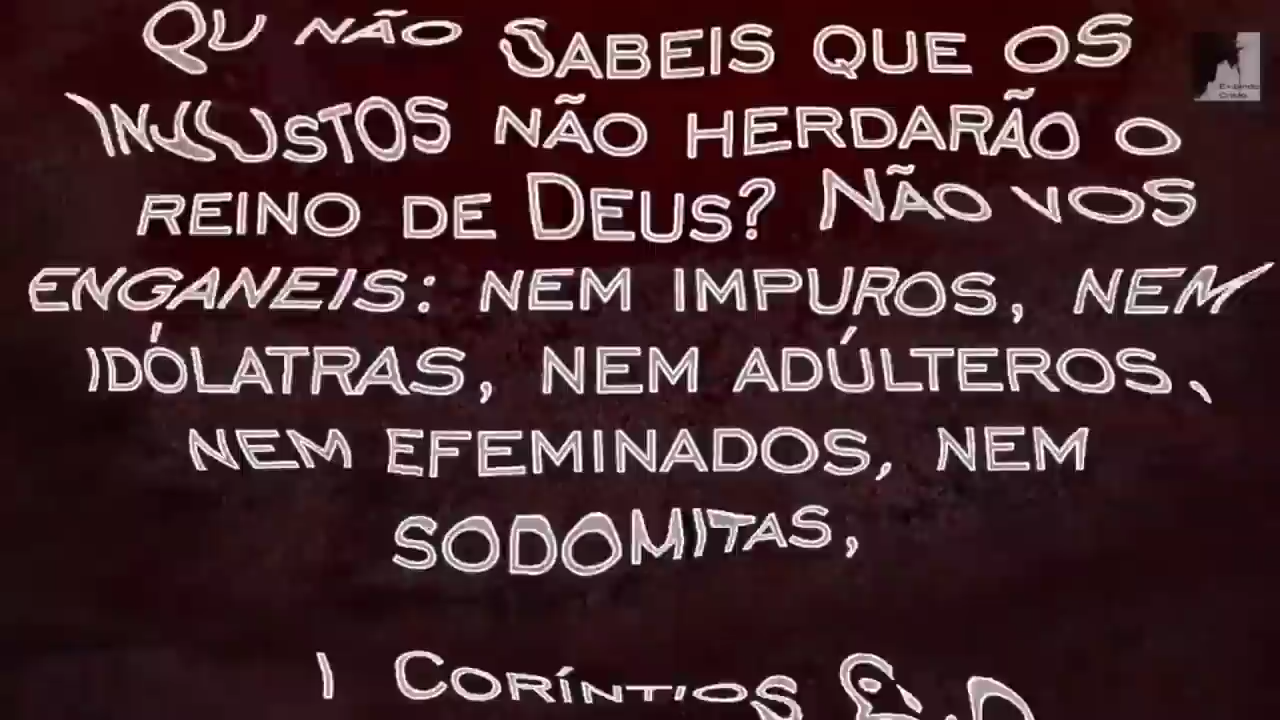 QU NÃO SABEIS QUE OS
INJUSTOS NÃO HERDARÃO O
REINO DE DEUS? NÃO VOS
ENGANEIS: NEM IMPUROS, NEM
IDÓLATRAS, NEM ADÚLTEROS,
NEM EFEMINADOS, NEM
SODOMITAS,
I CORÍNTIOS